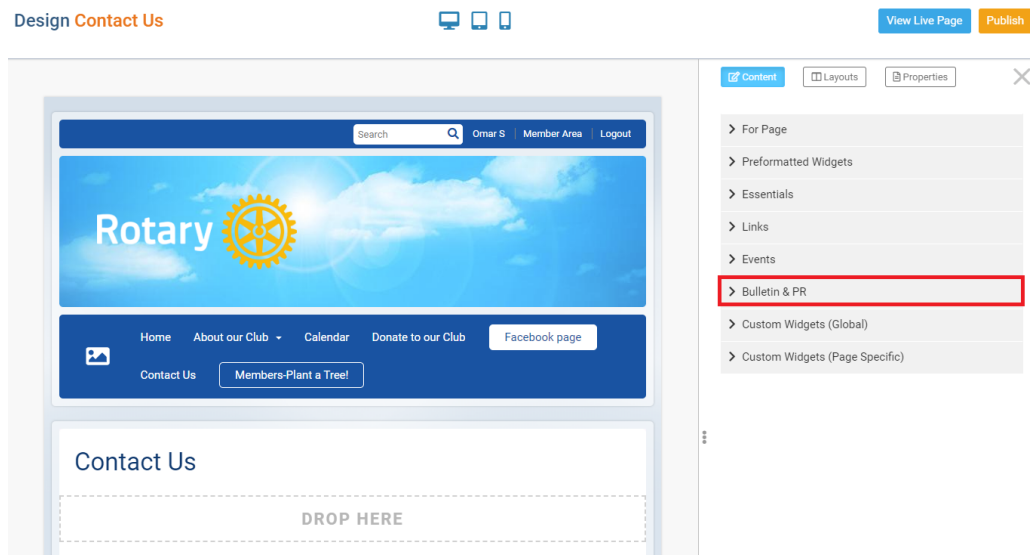 Design Contact Us
View Live Page
Publish
Content
Layouts
Properties
Search
Omar S
Member Area
Logout
Rotary
Home
About our Club
Calendar
Donate to our Club
Facebook page
Contact Us
Members-Plant a Tree!
Contact Us
DROP HERE
For Page
Preformatted Widgets
Essentials
Links
Events
Bulletin & PR
Custom Widgets (Global)
Custom Widgets (Page Specific)